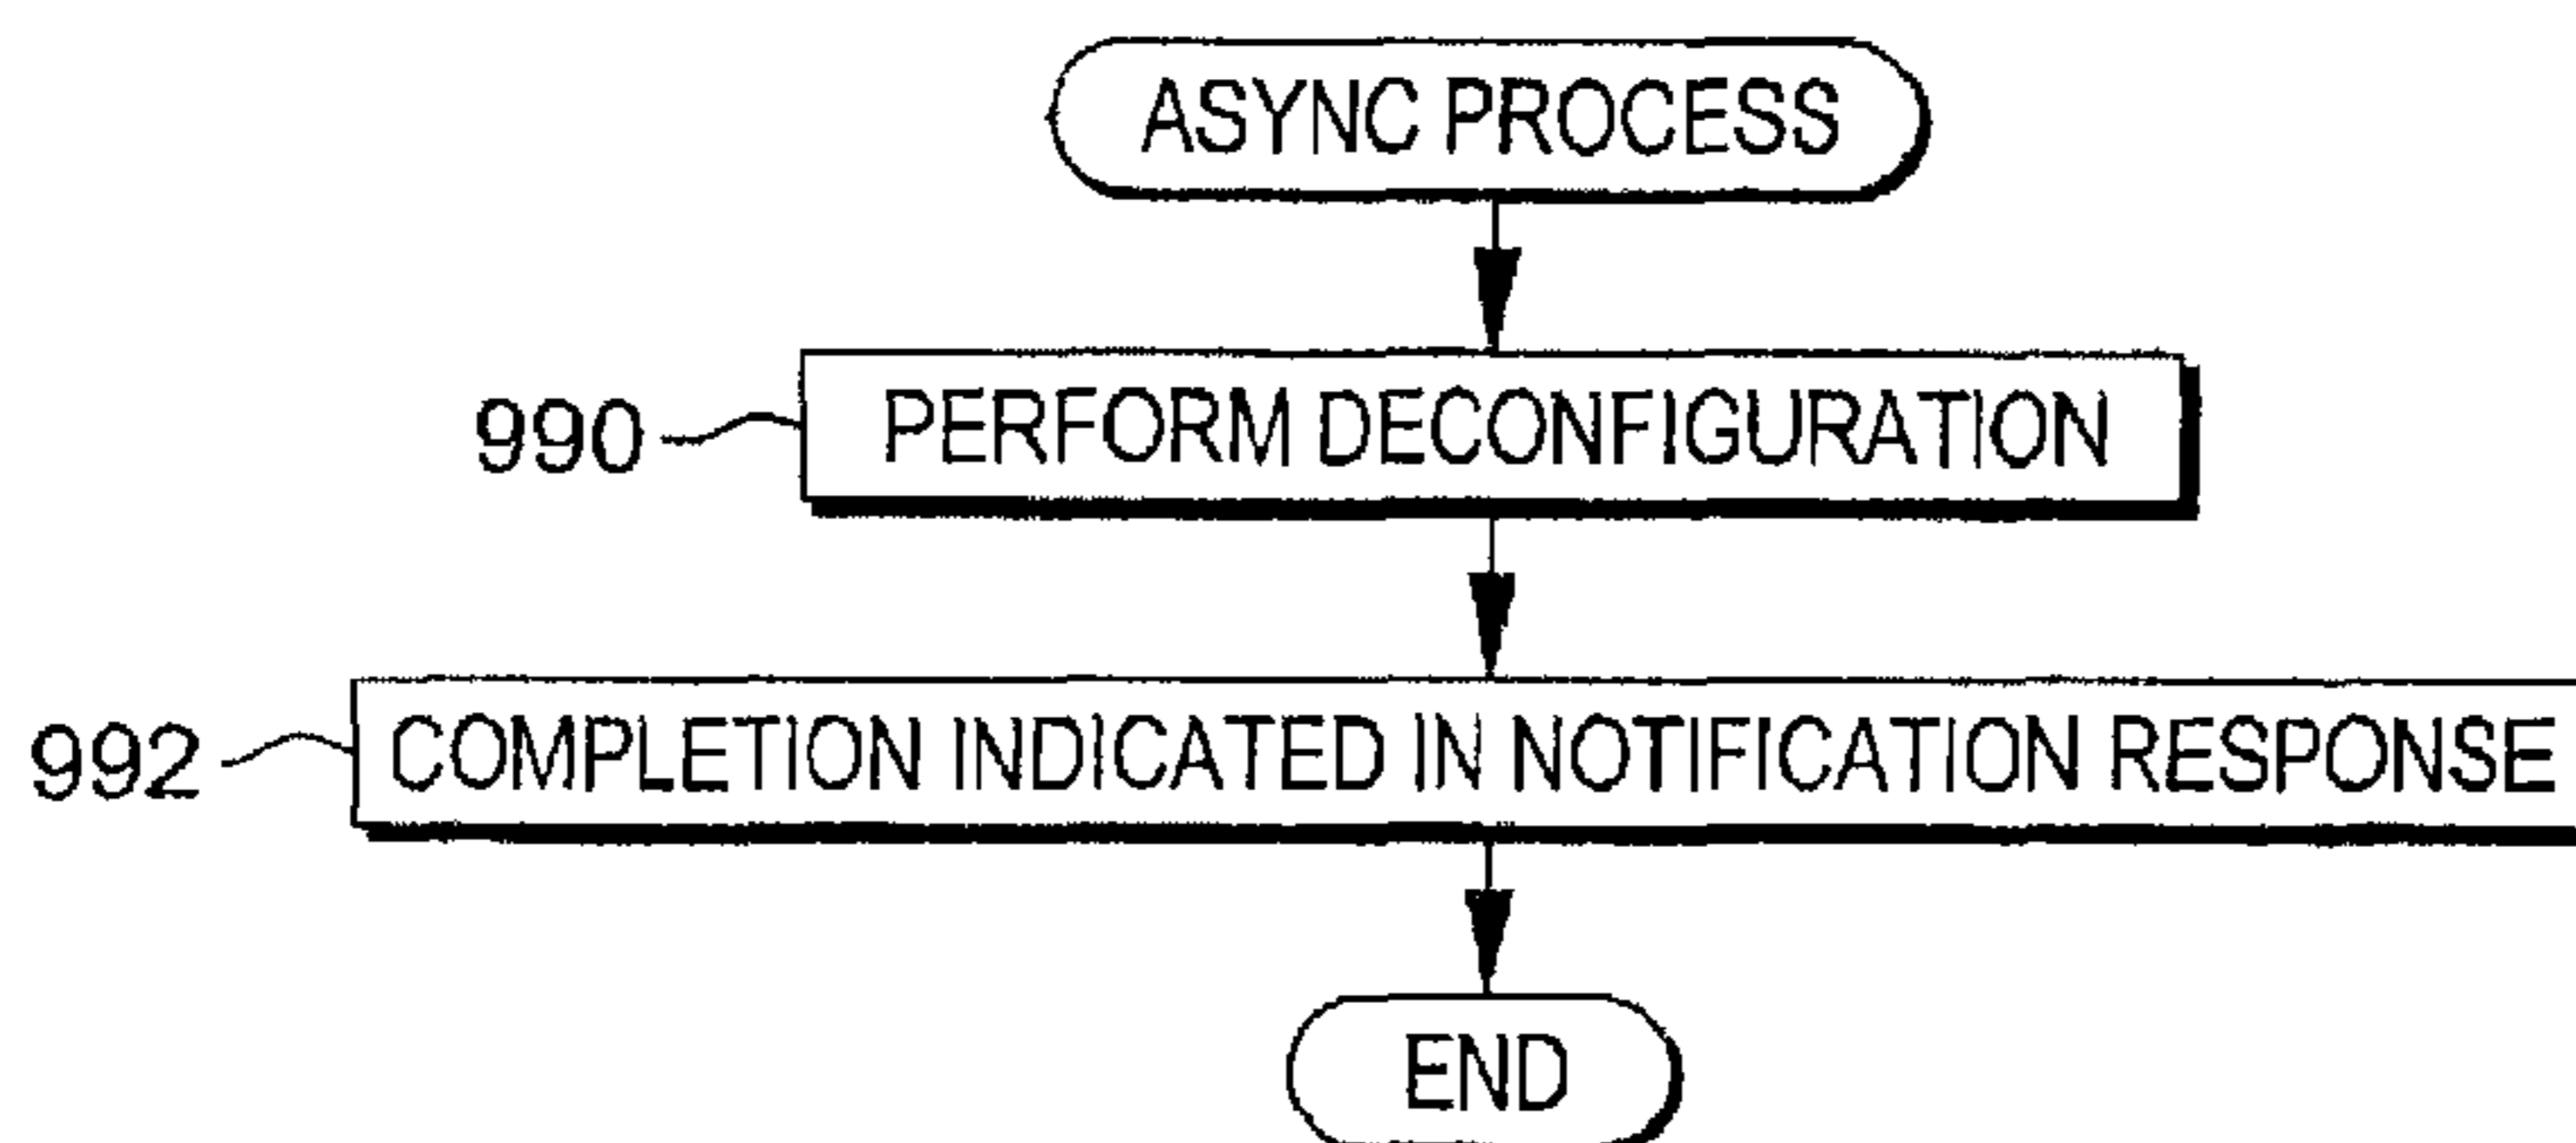 ASYNC PROCESS
990
PERFORM DECONFIGURATION
992
COMPLETION INDICATED IN NOTIFICATION RESPONSE
END